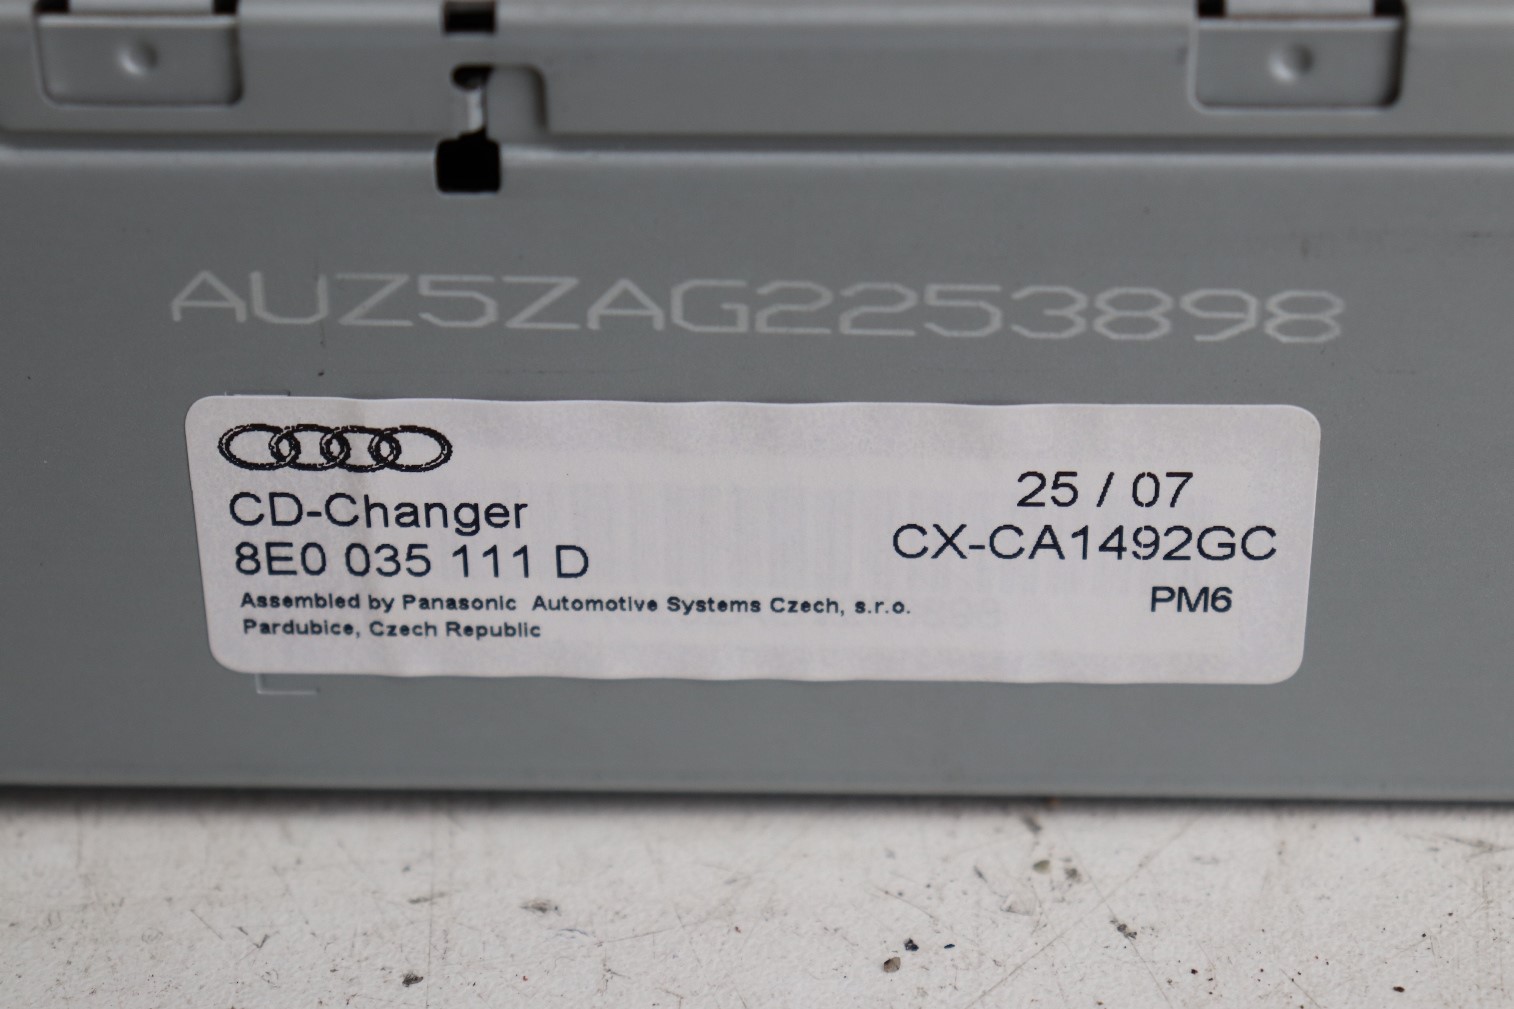 AUZ5ZAG2253898
CD-Changer
8E0 035 111 D
Assembled by Panasonic Automotive Systems Czech, s.r.o.
Pardubice, Czech Republic
25 / 07
CX-CA1492GC
PM6